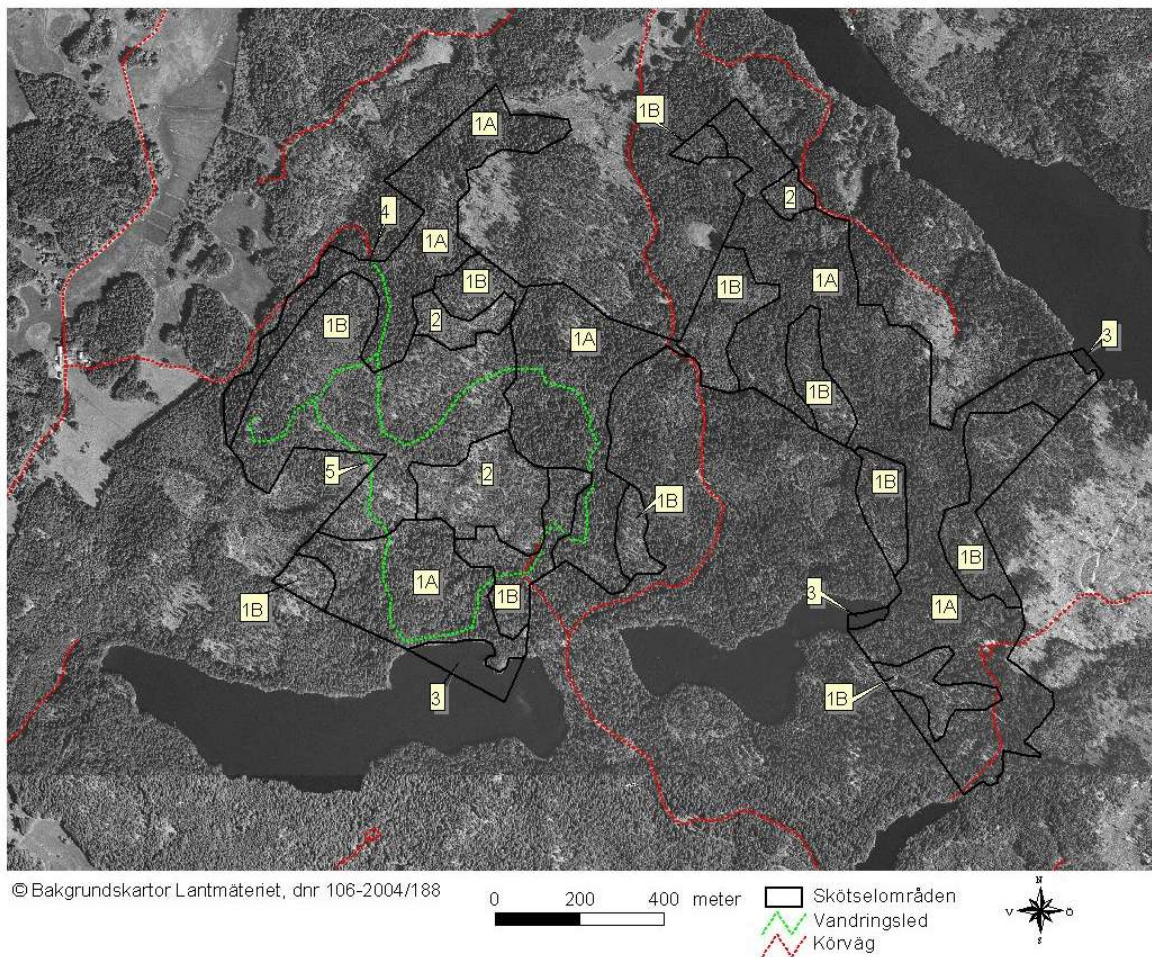 1A
1B
2
4
1A
1B
1A
2
1B
1B
1A
3
1B
2
5
1B
1B
1B
1A
1B
1B
3
1A
1B
3
1B
© Bakgrundskartor Lantmäteriet, dnr 106-2004/188
0 200 400 meter
Skötselområden
Vandringsled
Körväg
N
V Ö
S